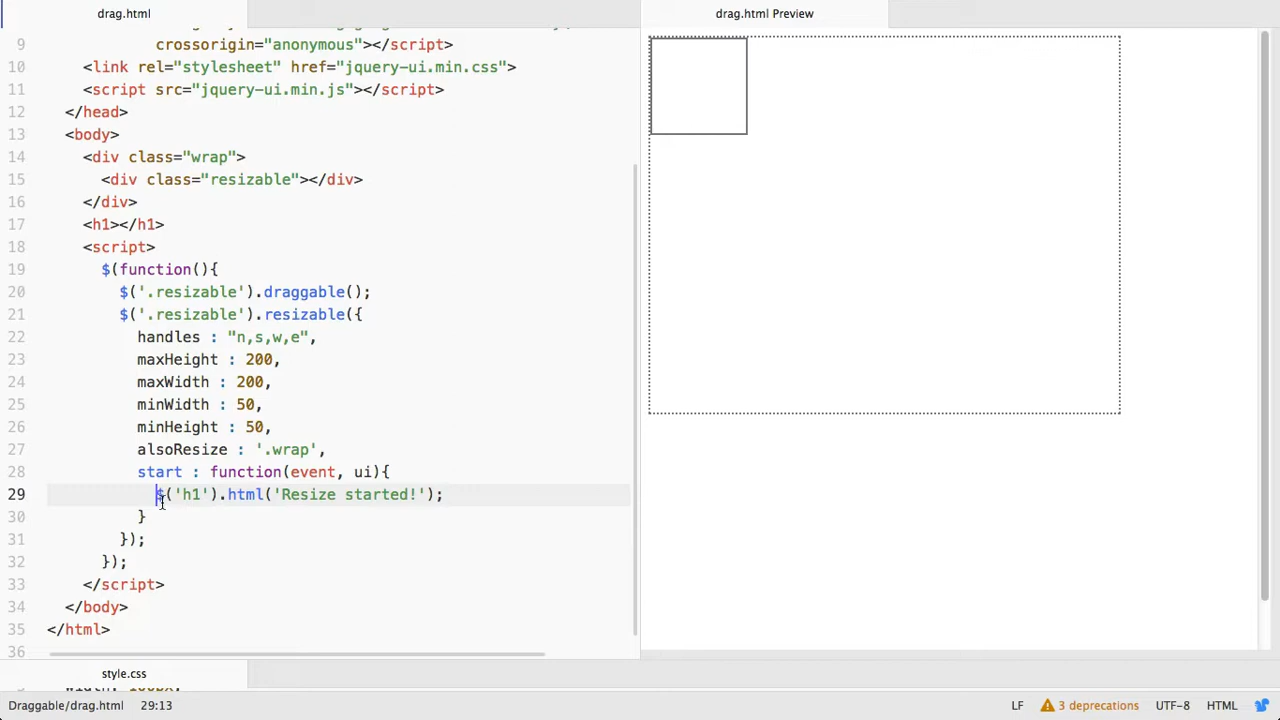 drag.html
drag.html Preview
9 crossorigin="anonymous"></script>
10 <link rel="stylesheet" href="jquery-ui.min.css">
11 <script src="jquery-ui.min.js"></script>
12 </head>
13 <body>
14 <div class="wrap">
15 <div class="resizable"></div>
16 </div>
17 <h1></h1>
18 <script>
19 $(function(){
20 $('.resizable').draggable();
21 $('.resizable').resizable({
22 handles : "n,s,w,e",
23 maxHeight : 200,
24 maxWidth : 200,
25 minWidth : 50,
26 minHeight : 50,
27 alsoResize : '.wrap',
28 start : function(event, ui){
29 $('h1').html('Resize started!');
30 }
31 });
32 });
33 </script>
34 </body>
35 </html>
36
style.css
Draggable/drag.html 29:13 LF 3 deprecations UTF-8 HTML